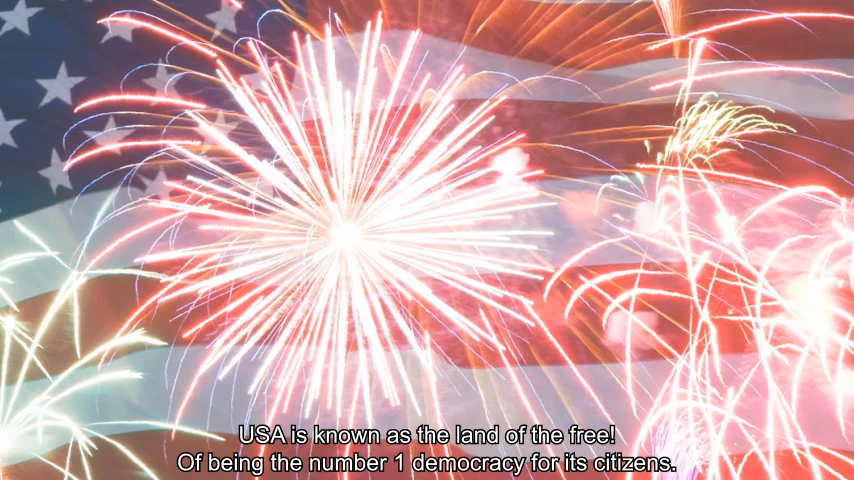 USA is known as the land of the free!
Of being the number 1 democracy for its citizens.